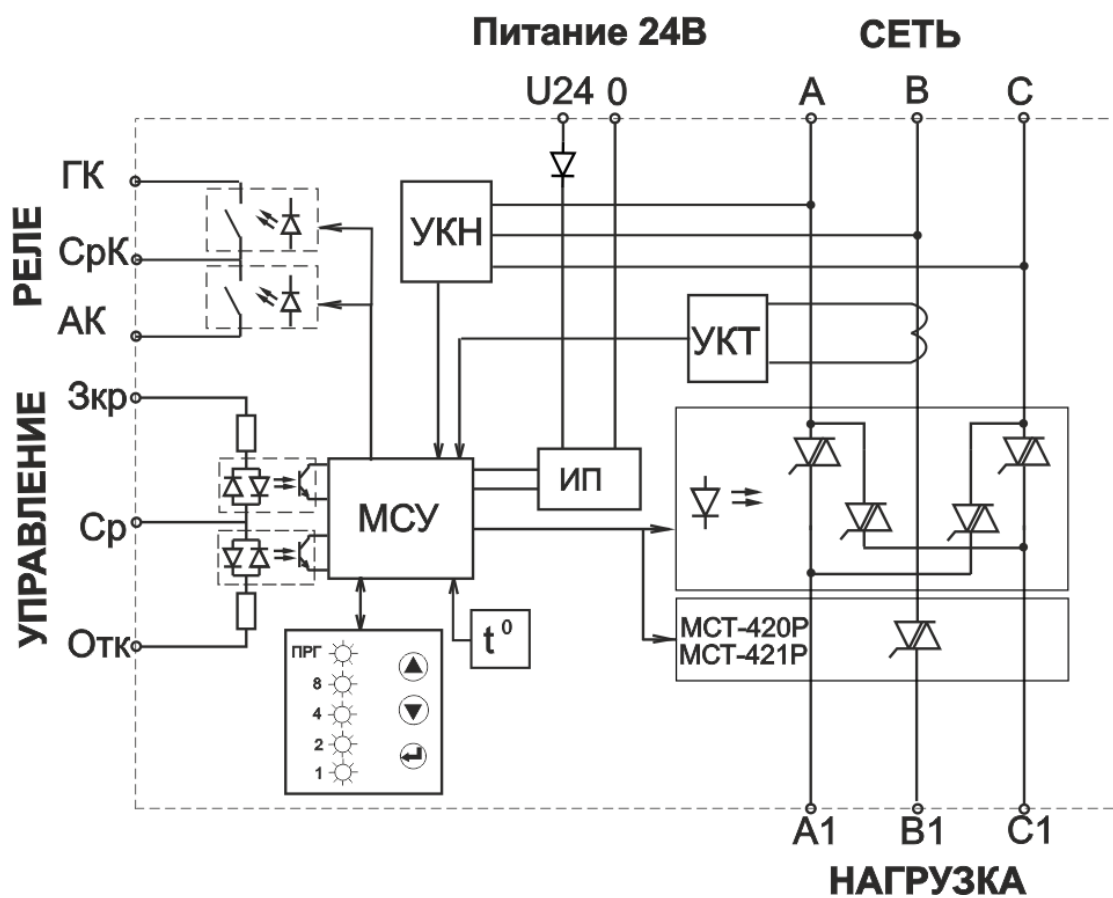 Питание 24В
СЕТЬ
U24 0
A B C
РЕЛЕ
ГК
СрК
АК
УКН
УКТ
УПРАВЛЕНИЕ
Зкр
Ср
Отк
МСУ
ИП
t⁰
ПРГ
8
4
2
1
МСТ-420Р
МСТ-421Р
A1 B1 C1
НАГРУЗКА